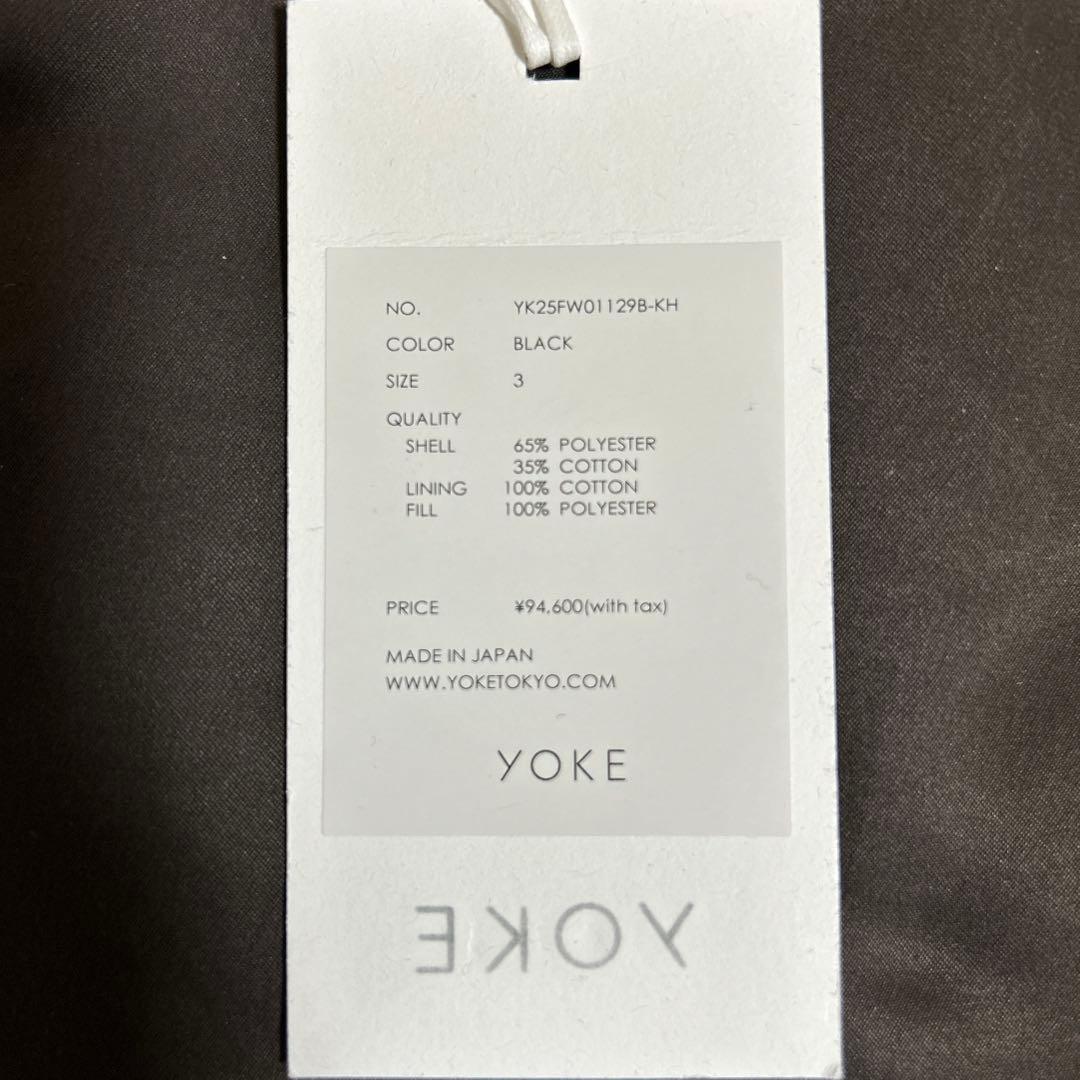 NO. YK25FW01129B-KH
COLOR BLACK
SIZE 3
QUALITY
SHELL 65% POLYESTER
35% COTTON
LINING 100% COTTON
FILL 100% POLYESTER
PRICE ¥94,600(with tax)
MADE IN JAPAN
WWW.YOKETOKYO.COM
YOKE
YOKE